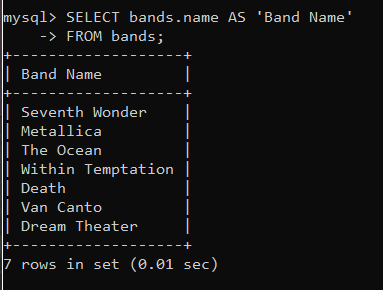 mysql> SELECT bands.name AS 'Band Name'
    -> FROM bands;
+-------------------+
| Band Name         |
+-------------------+
| Seventh Wonder    |
| Metallica         |
| The Ocean         |
| Within Temptation |
| Death             |
| Van Canto         |
| Dream Theater     |
+-------------------+
7 rows in set (0.01 sec)